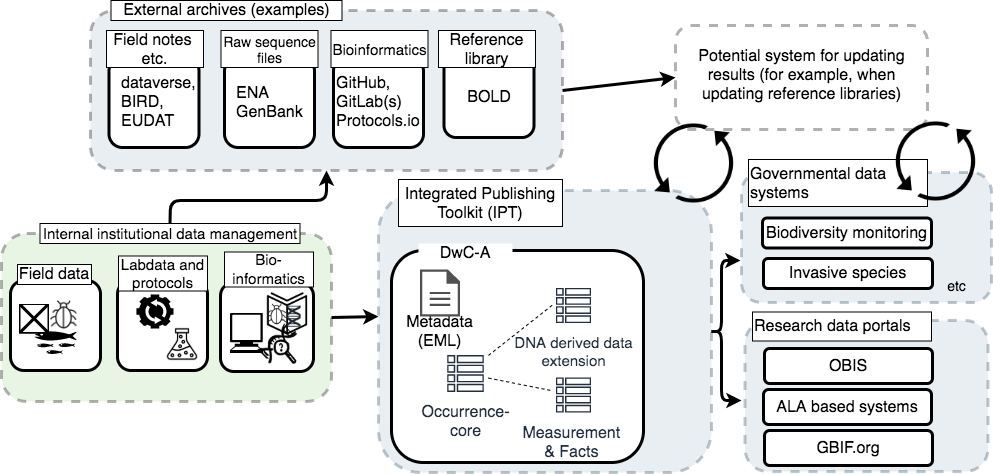 External archives (examples)
Field notes
etc.
dataverse,
BIRD,
EUDAT
Raw sequence
files
ENA
GenBank
Bioinformatics
GitHub,
GitLab(s)
Protocols.io
Reference
library
BOLD
Potential system for updating
results (for example, when
updating reference libraries)
Internal institutional data management
Field data
Labdata and
protocols
Bio-
informatics
?
Integrated Publishing
Toolkit (IPT)
DwC-A
Metadata
(EML)
DNA derived data
extension
Occurrence-
core
Measurement
& Facts
Governmental data
systems
Biodiversity monitoring
Invasive species
etc
Research data portals
OBIS
ALA based systems
GBIF.org